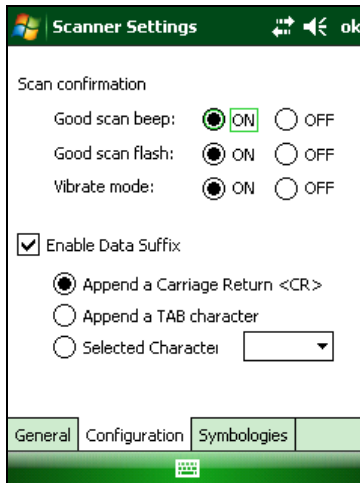 Scanner Settings ok
Scan confirmation
Good scan beep: ON OFF
Good scan flash: ON OFF
Vibrate mode: ON OFF
Enable Data Suffix
Append a Carriage Return <CR>
Append a TAB character
Selected Character
General Configuration Symbologies